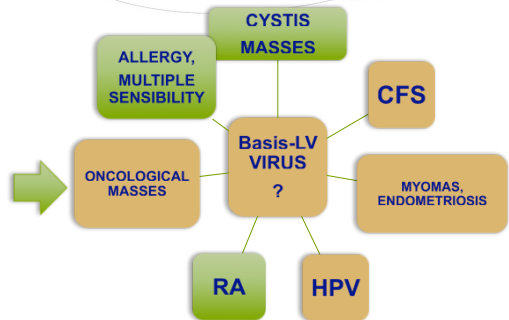 CYSTIS
MASSES
ALLERGY,
MULTIPLE
SENSIBILITY
CFS
Basis-LV
VIRUS
?
ONCOLOGICAL
MASSES
MYOMAS,
ENDOMETRIOSIS
RA
HPV